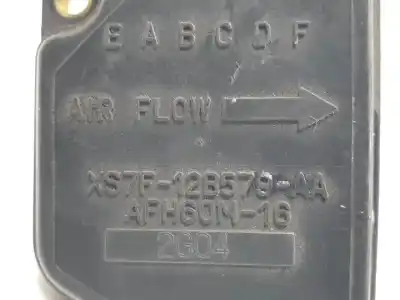 E A B C D F
AIR FLOW
XS7F-12B579-AA
AFH60M-16
2G04